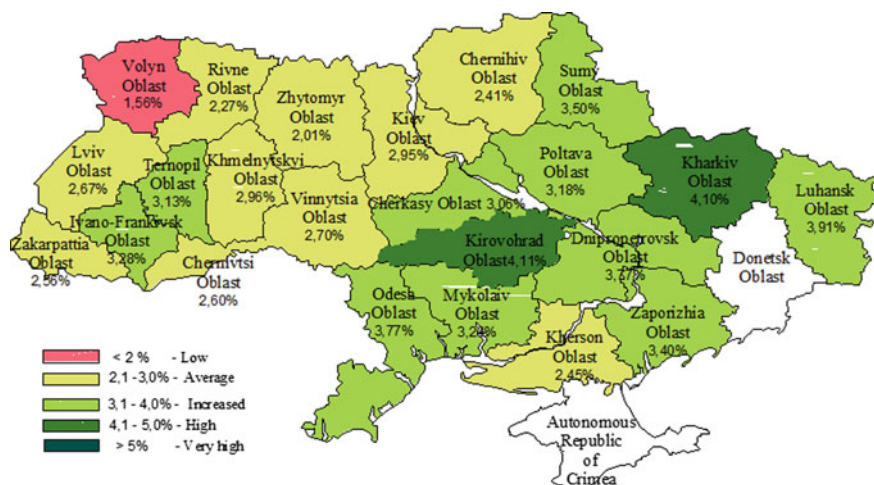 Volyn
Oblast
1,56%
Rivne
Oblast
2,27%
Zhytomyr
Oblast
2,01%
Kiev
Oblast
2,95%
Chernihiv
Oblast
2,41%
Sumy
Oblast
3,50%
Lviv
Oblast
2,67%
Ternopil
Oblast
3,13%
Khmelnytskyi
Oblast
2,96%
Vinnytsia
Oblast
2,70%
Poltava
Oblast
3,18%
Kharkiv
Oblast
4,10%
Luhansk
Oblast
3,91%
Cherkasy Oblast 3,06%
Ivano-Frankivsk
Oblast
3,28%
Zakarpattia
Oblast
2,56%
Chernivtsi
Oblast
2,60%
Kirovohrad
Oblast4,11%
Dnipropetrovsk
Oblast
Donetsk
Oblast
Odesh
Oblast
3,77%
Mykolaiv
Oblast
3,24%
Zaporizhia
Oblast
3,40%
Kherson
Oblast
2,45%
< 2 % - Low
2,1 -3,0% - Average
3,1 - 4,0% - Increased
4,1 - 5,0% - High
> 5% - Very high
Autonomous
Republic
of
Crimea